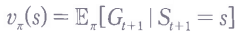 v_π(s) = 𝔼_π[G_{t+1} | S_{t+1} = s]